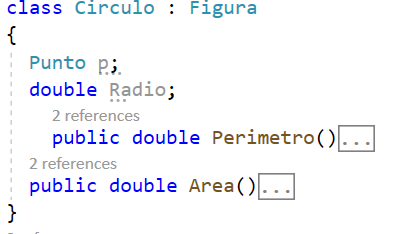 class Circulo : Figura
{
Punto p;
double Radio;
2 references
public double Perimetro()...
2 references
public double Area()...
}